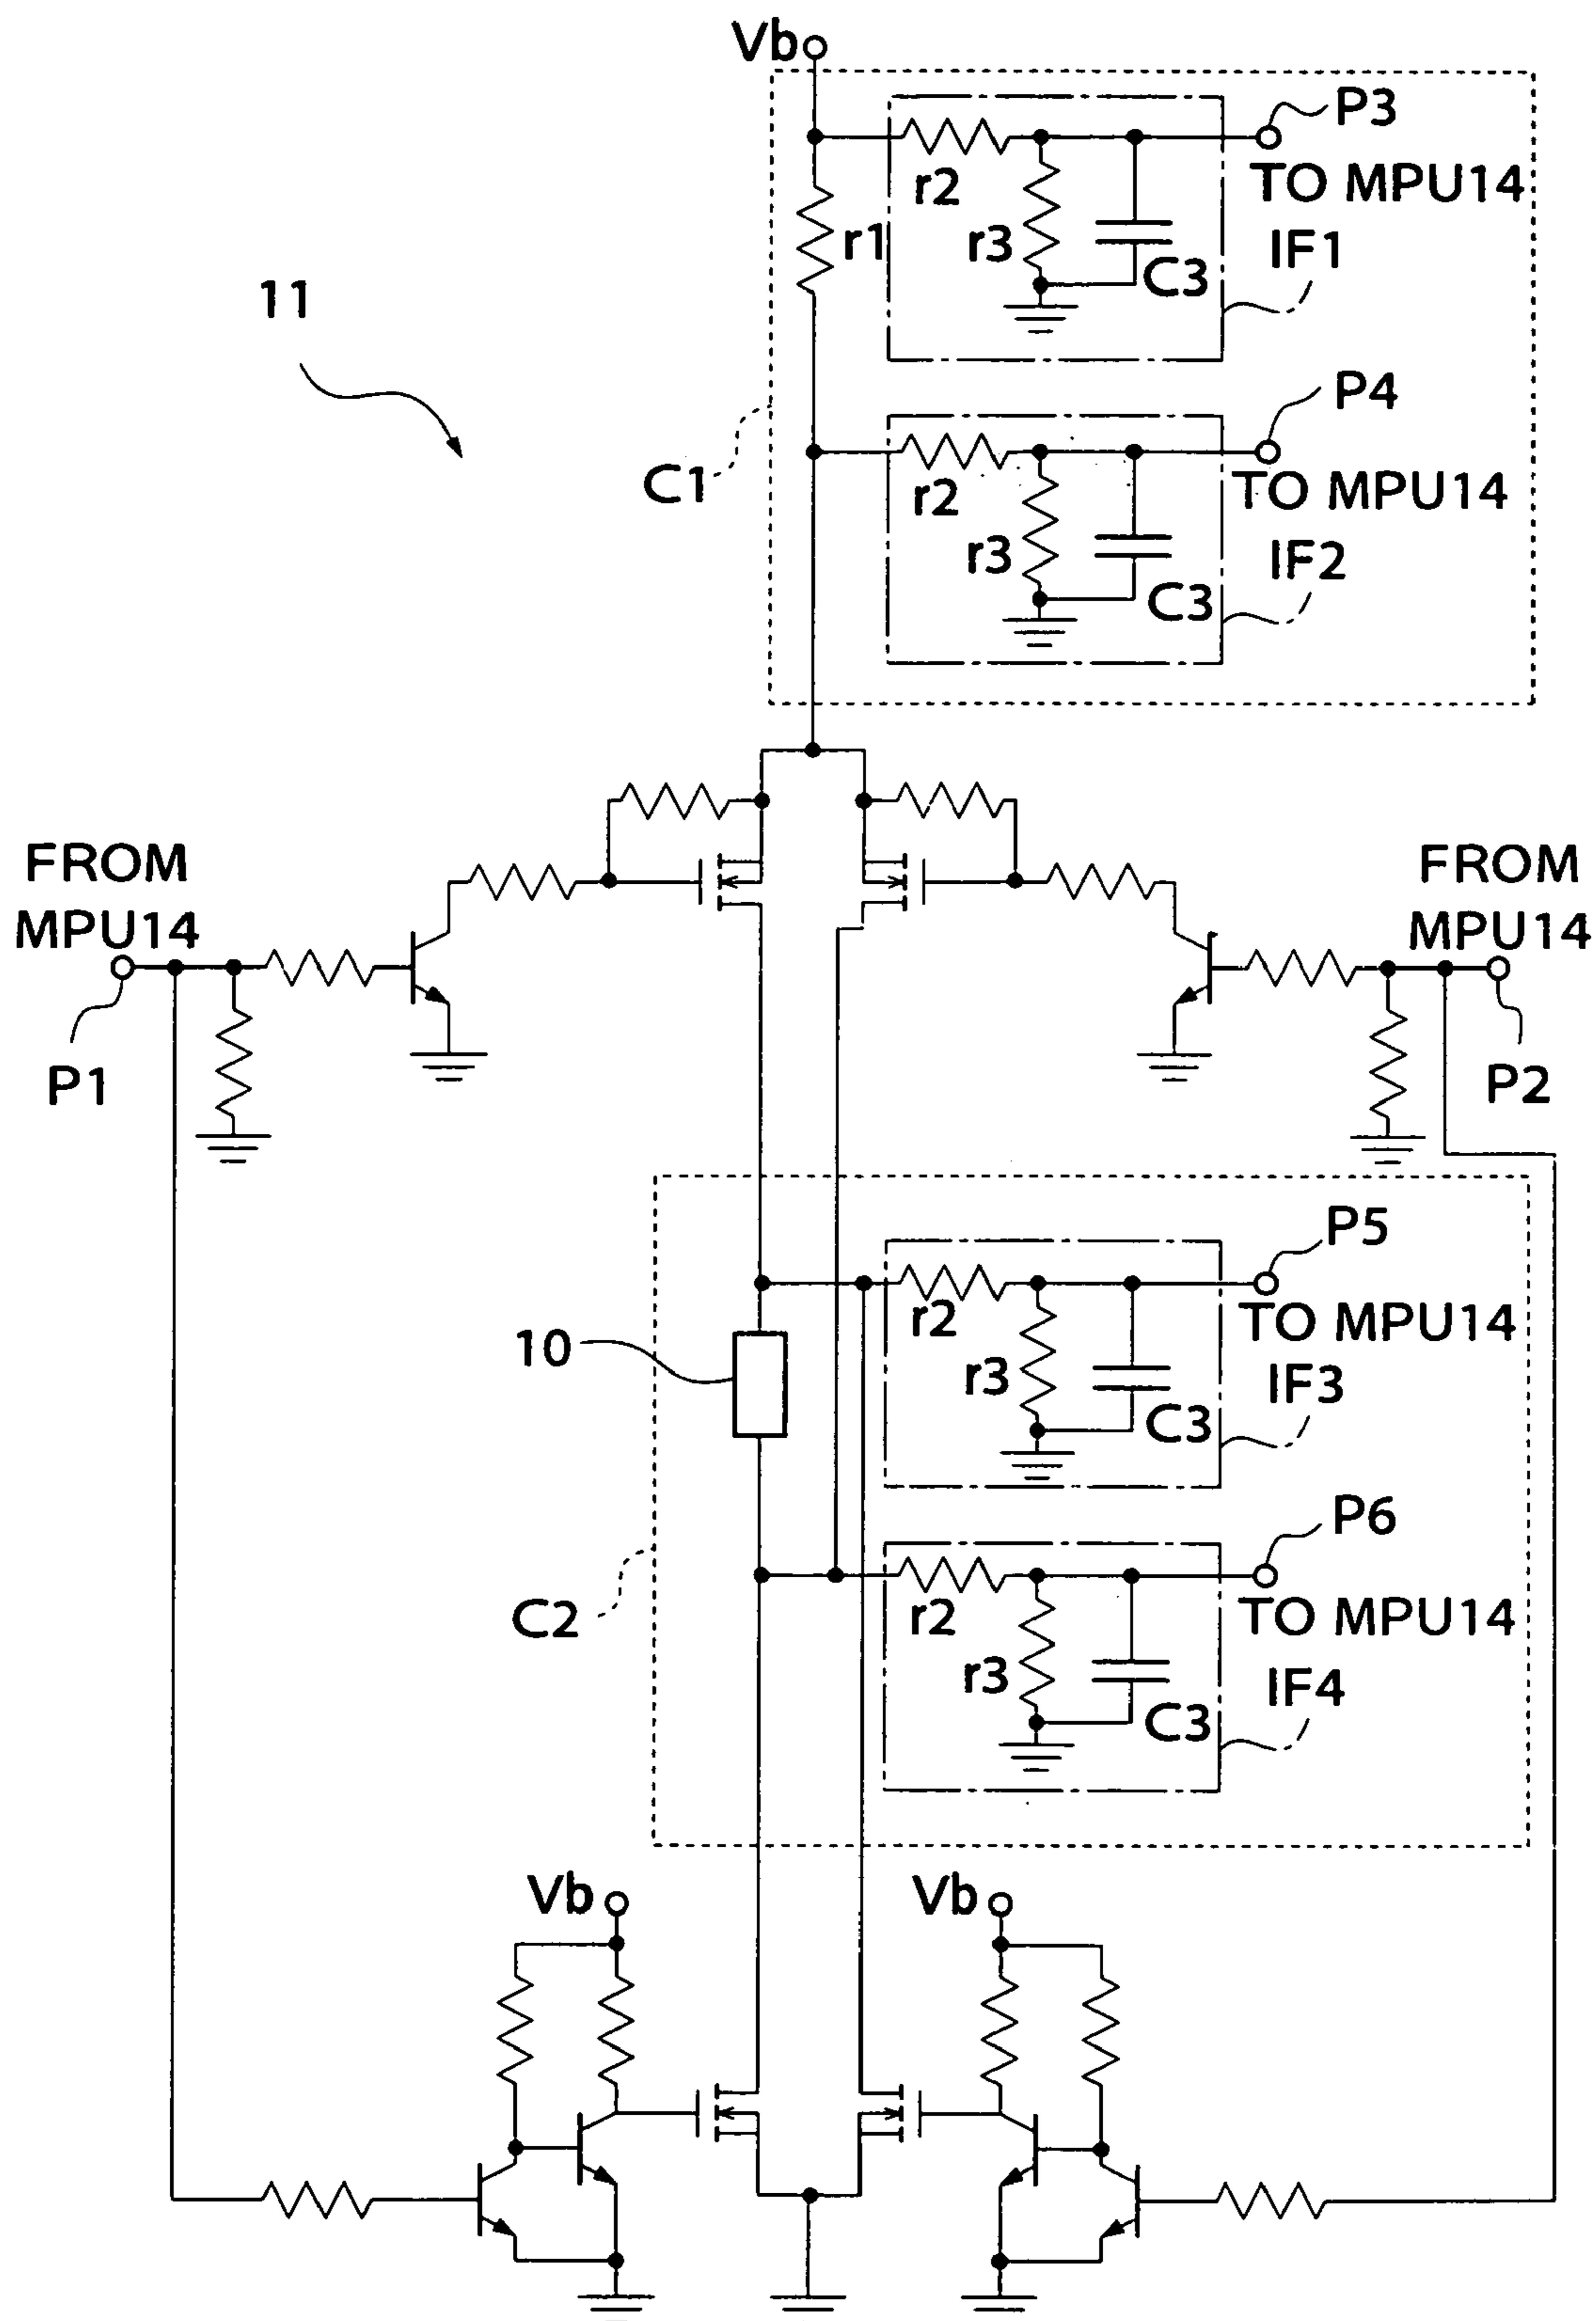 Vb
P3
TO MPU14
r2
r3
r1
C3
IF1
11
P4
C1
r2
TO MPU14
r3
C3
IF2
FROM
MPU14
FROM
MPU14
P1
P2
P5
10
r2
TO MPU14
r3
C3
IF3
P6
C2
r2
TO MPU14
r3
C3
IF4
Vb
Vb